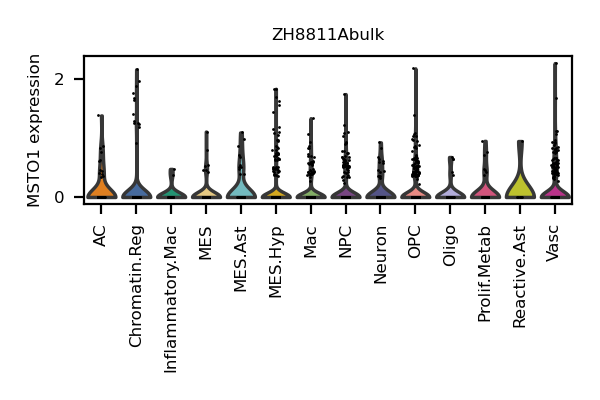 ZH8811Abulk
MSTO1 expression
2
0
AC
Chromatin.Reg
Inflammatory.Mac
MES
MES.Ast
MES.Hyp
Mac
NPC
Neuron
OPC
Oligo
Prolif.Metab
Reactive.Ast
Vasc